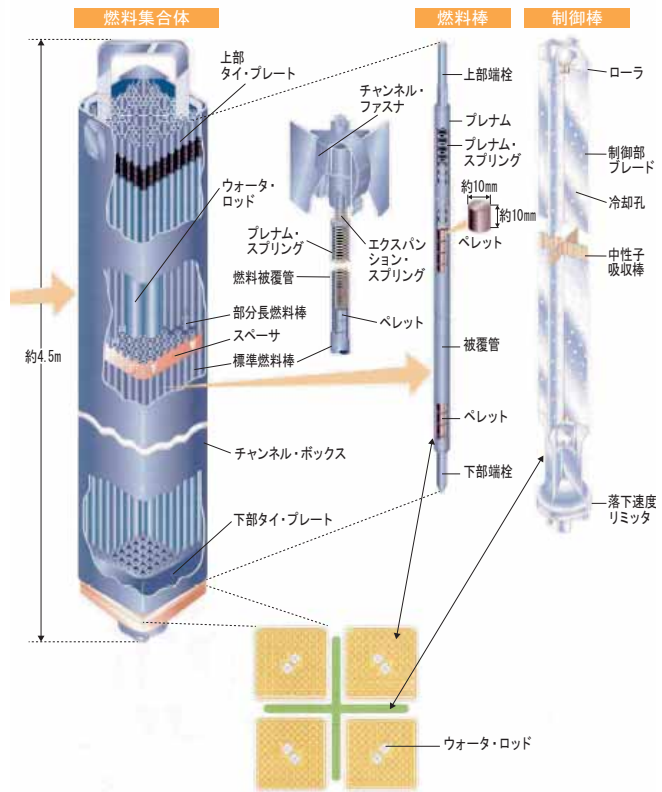 燃料集合体
燃料棒
制御棒
上部
タイ・プレート
ウォータ・
ロッド
部分長燃料棒
スペーサ
標準燃料棒
約4.5m
チャンネル・ボックス
下部タイ・プレート
チャンネル・
ファスナ
プレナム・
スプリング
エクスパン
ション・
スプリング
燃料被覆管
ペレット
上部端栓
プレナム
プレナム・
スプリング
約10mm
約10mm
ペレット
被覆管
ペレット
下部端栓
ローラ
制御部
ブレード
冷却孔
中性子
吸収棒
落下速度
リミッタ
ウォータ・ロッド